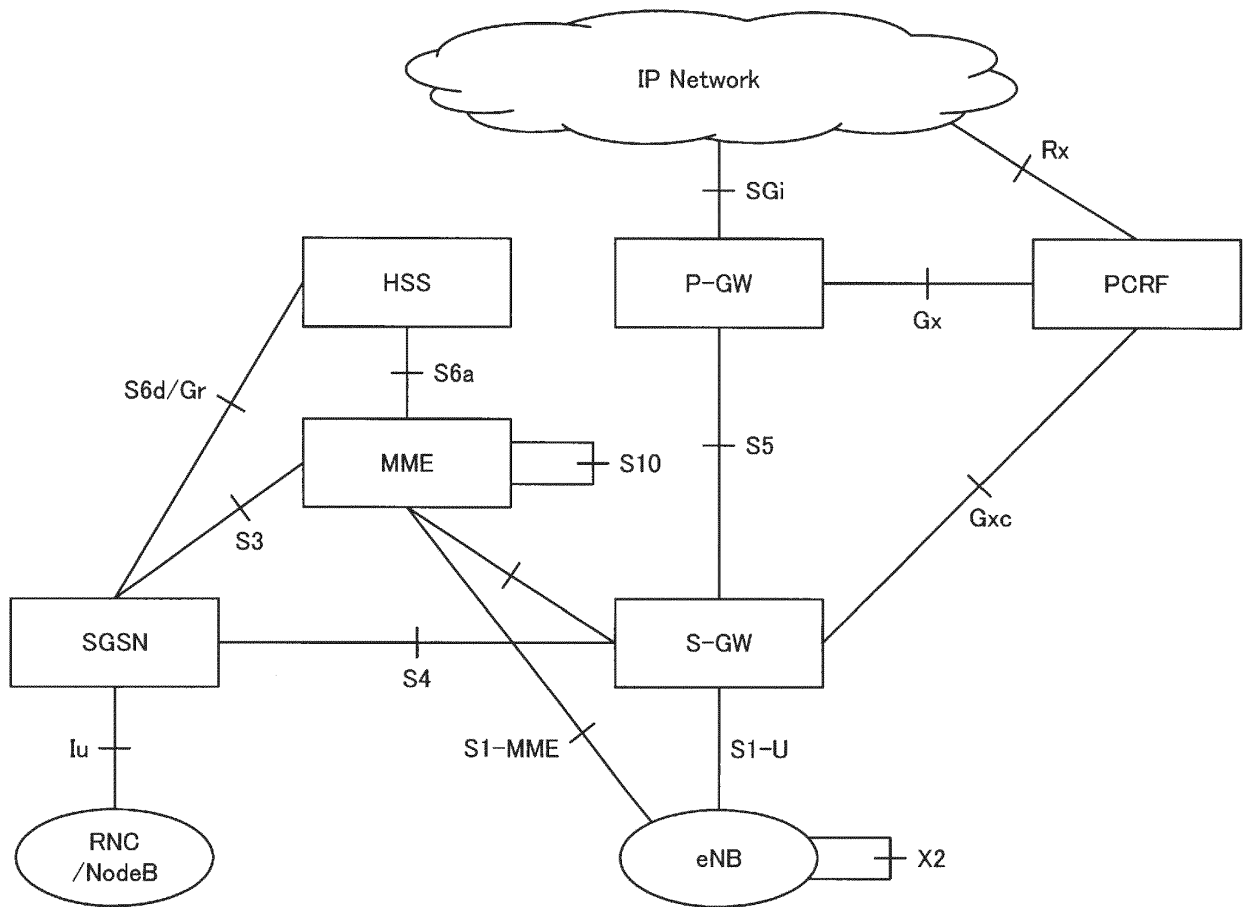 IP Network
Rx
SGi
HSS
P-GW
PCRF
Gx
S6d/Gr
S6a
MME
S10
S5
S3
Gxc
SGSN
S-GW
S4
Iu
S1-MME
S1-U
RNC
/NodeB
eNB
X2